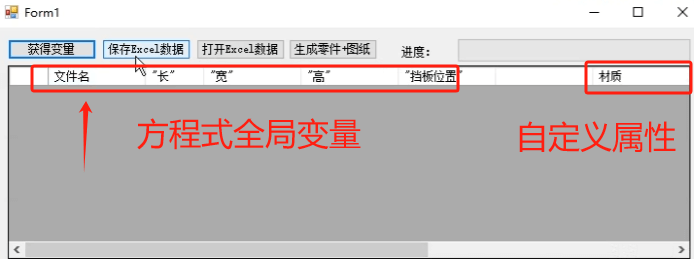 Form1
获得变量 保存Excel数据 打开Excel数据 生成零件+图纸 进度：
文件名 "长" "宽" "高" "挡板位置" 材质
方程式全局变量 自定义属性